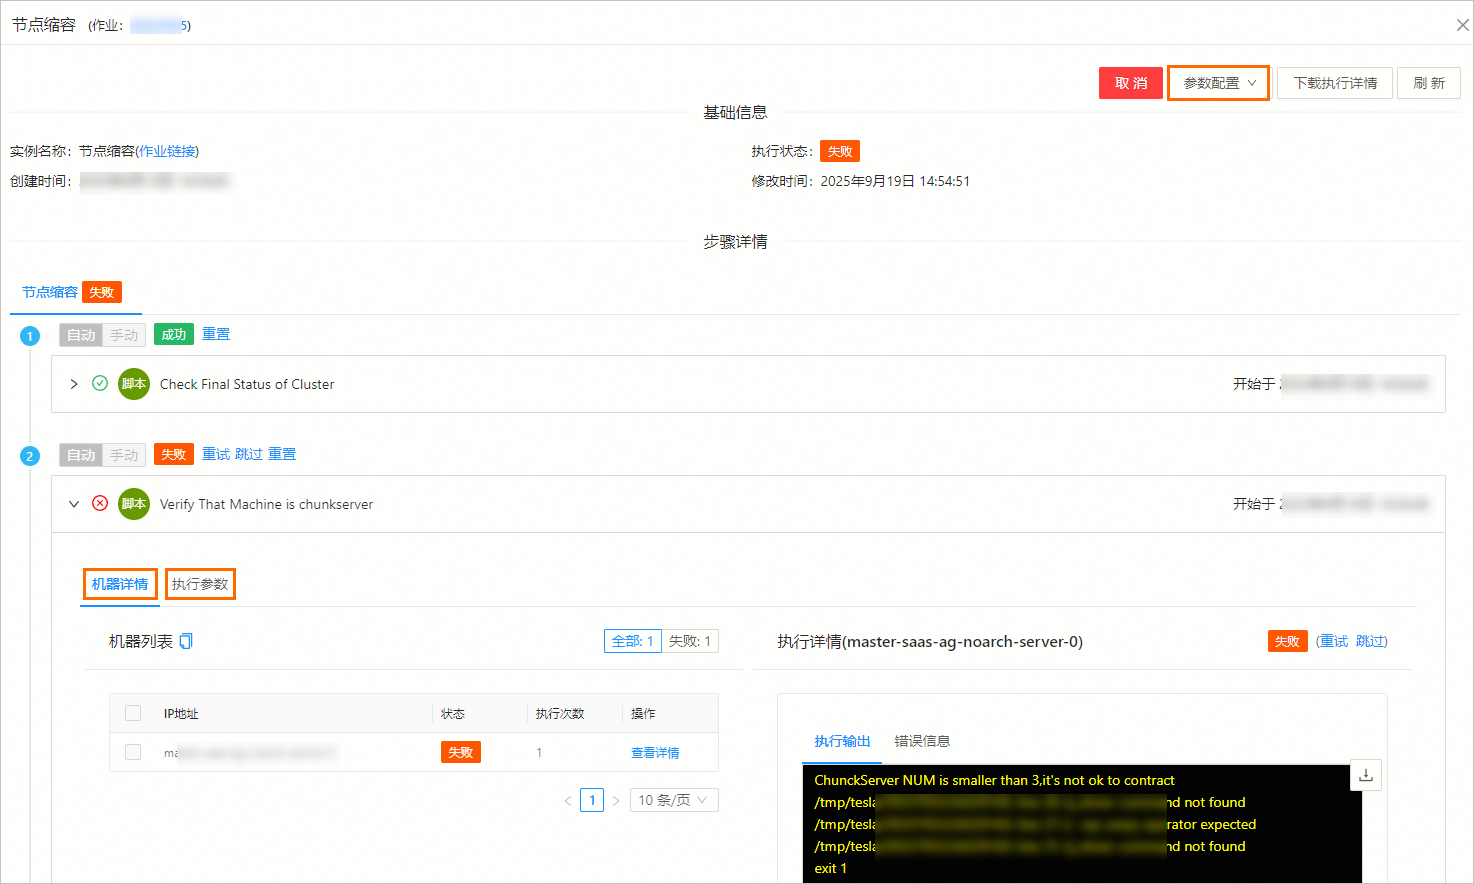 节点缩容 (作业: 5)
取 消 参数配置 下载执行详情 刷 新
基础信息
实例名称: 节点缩容(作业链接) 执行状态: 失败
创建时间: 修改时间: 2025年9月19日 14:54:51
步骤详情
节点缩容 失败
1 自动 手动 成功 重置
脚本 Check Final Status of Cluster 开始于
2 自动 手动 失败 重试 跳过 重置
脚本 Verify That Machine is chunkserver 开始于
机器详情 执行参数
机器列表 全部: 1 失败: 1 执行详情(master-saas-ag-noarch-server-0) 失败 (重试 跳过)
IP地址 状态 执行次数 操作
ma 失败 1 查看详情
< 1 > 10 条/页
执行输出 错误信息
ChunckServer NUM is smaller than 3,it's not ok to contract
/tmp/tesla nd not found
/tmp/tesla rator expected
/tmp/tesla nd not found
exit 1